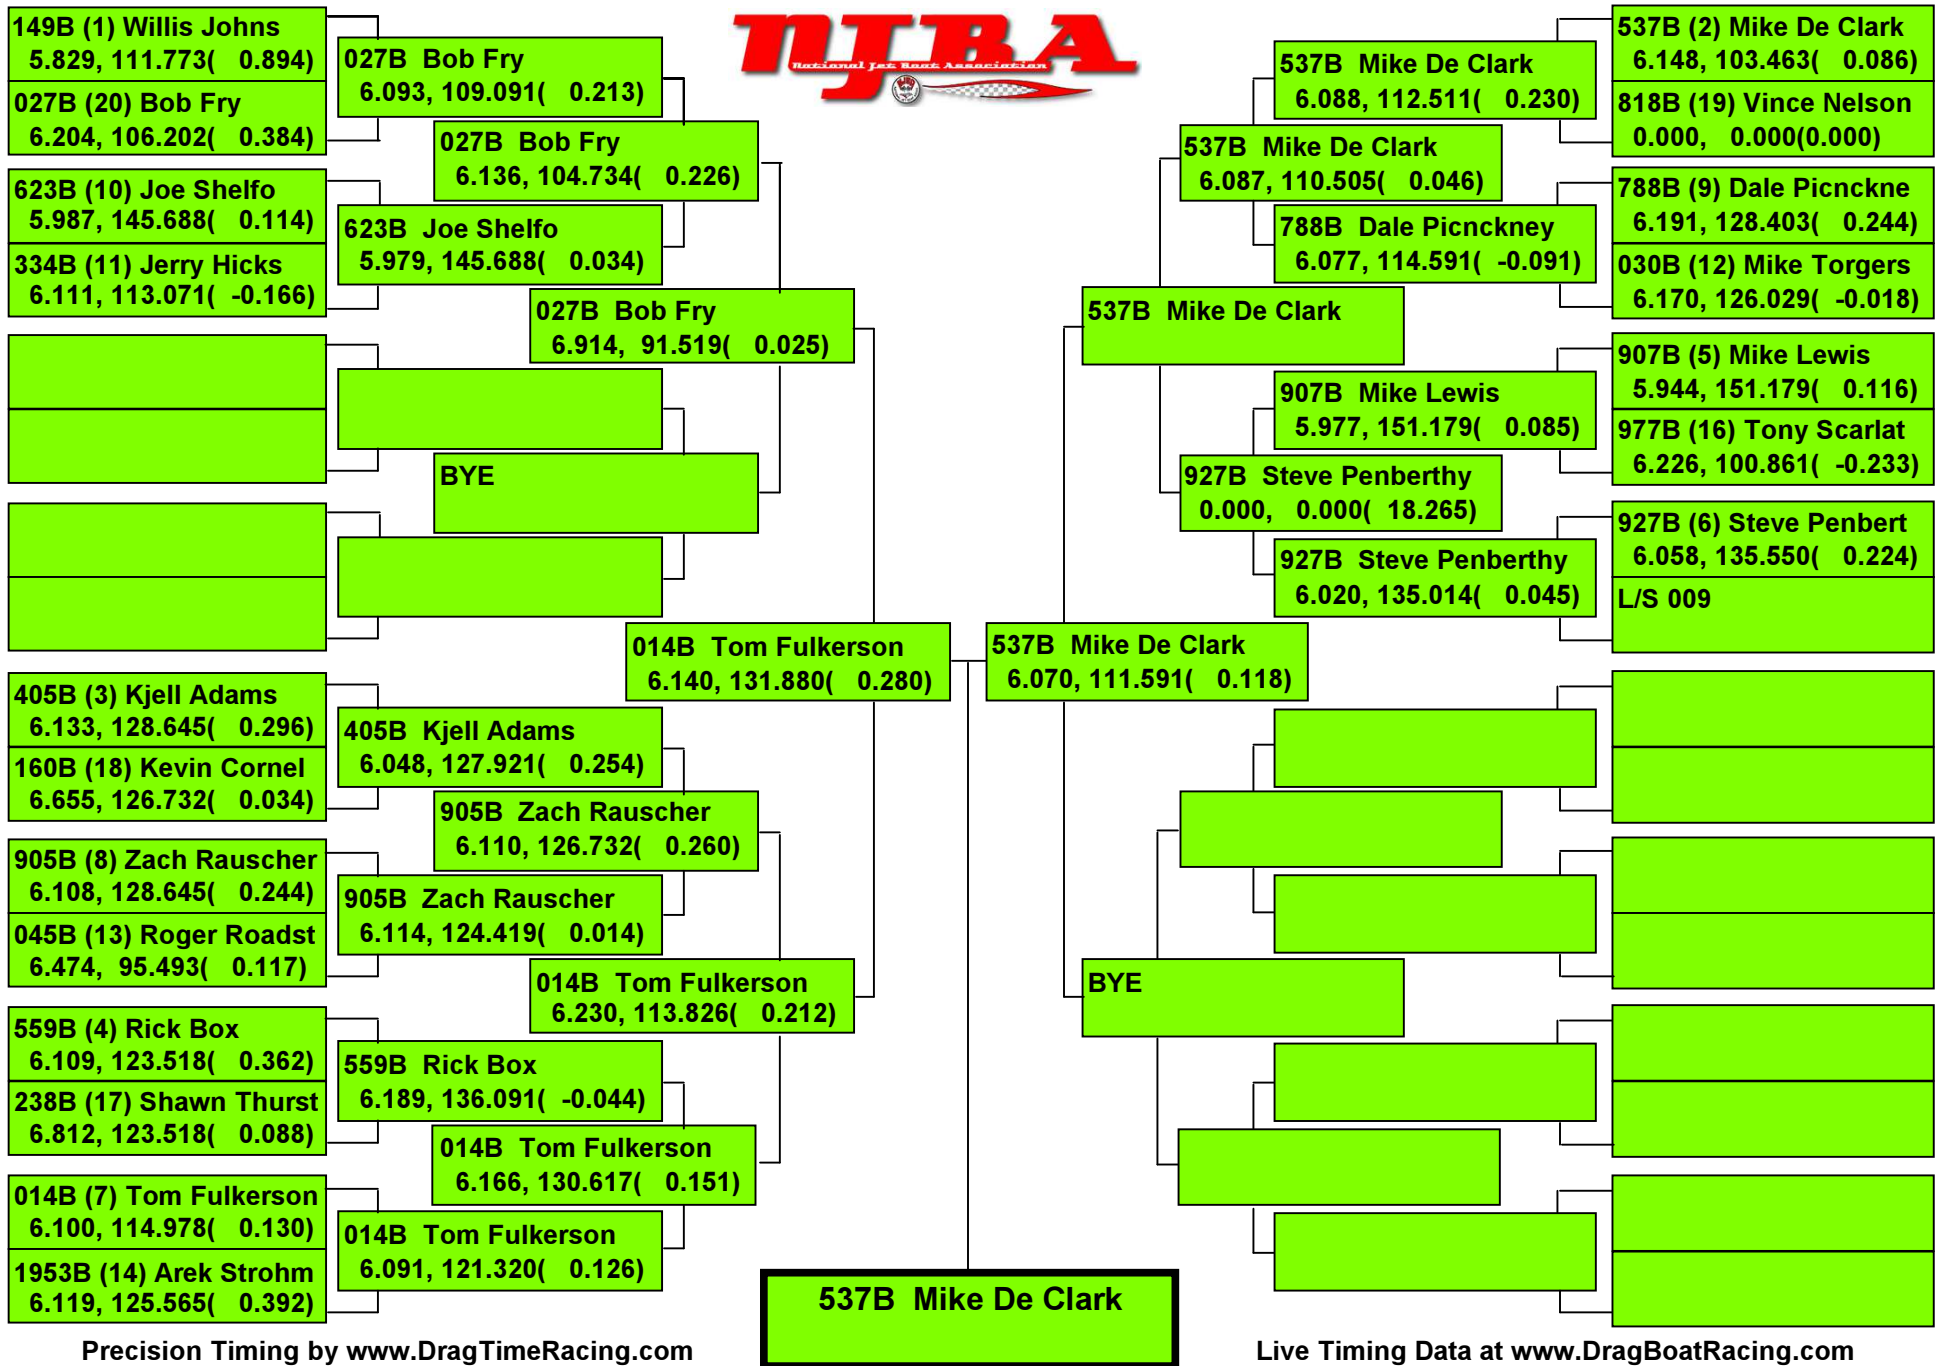 NJBA
National Jet Boat Association
149B (1) Willis Johns
5.829, 111.773( 0.894)
027B (20) Bob Fry
6.204, 106.202( 0.384)
623B (10) Joe Shelfo
5.987, 145.688( 0.114)
334B (11) Jerry Hicks
6.111, 113.071( -0.166)
405B (3) Kjell Adams
6.133, 128.645( 0.296)
160B (18) Kevin Cornel
6.655, 126.732( 0.034)
905B (8) Zach Rauscher
6.108, 128.645( 0.244)
045B (13) Roger Roadst
6.474, 95.493( 0.117)
559B (4) Rick Box
6.109, 123.518( 0.362)
238B (17) Shawn Thurst
6.812, 123.518( 0.088)
014B (7) Tom Fulkerson
6.100, 114.978( 0.130)
1953B (14) Arek Strohm
6.119, 125.565( 0.392)
027B Bob Fry
6.093, 109.091( 0.213)
623B Joe Shelfo
5.979, 145.688( 0.034)
405B Kjell Adams
6.048, 127.921( 0.254)
905B Zach Rauscher
6.114, 124.419( 0.014)
559B Rick Box
6.189, 136.091( -0.044)
014B Tom Fulkerson
6.091, 121.320( 0.126)
027B Bob Fry
6.136, 104.734( 0.226)
BYE
905B Zach Rauscher
6.110, 126.732( 0.260)
014B Tom Fulkerson
6.166, 130.617( 0.151)
027B Bob Fry
6.914, 91.519( 0.025)
014B Tom Fulkerson
6.230, 113.826( 0.212)
014B Tom Fulkerson
6.140, 131.880( 0.280)
537B Mike De Clark
6.070, 111.591( 0.118)
537B Mike De Clark
BYE
537B Mike De Clark
6.087, 110.505( 0.046)
927B Steve Penberthy
0.000, 0.000( 18.265)
537B Mike De Clark
6.088, 112.511( 0.230)
788B Dale Picnckney
6.077, 114.591( -0.091)
907B Mike Lewis
5.977, 151.179( 0.085)
927B Steve Penberthy
6.020, 135.014( 0.045)
537B (2) Mike De Clark
6.148, 103.463( 0.086)
818B (19) Vince Nelson
0.000, 0.000(0.000)
788B (9) Dale Picnckne
6.191, 128.403( 0.244)
030B (12) Mike Torgers
6.170, 126.029( -0.018)
907B (5) Mike Lewis
5.944, 151.179( 0.116)
977B (16) Tony Scarlat
6.226, 100.861( -0.233)
927B (6) Steve Penbert
6.058, 135.550( 0.224)
L/S 009
537B Mike De Clark
Precision Timing by www.DragTimeRacing.com
Live Timing Data at www.DragBoatRacing.com